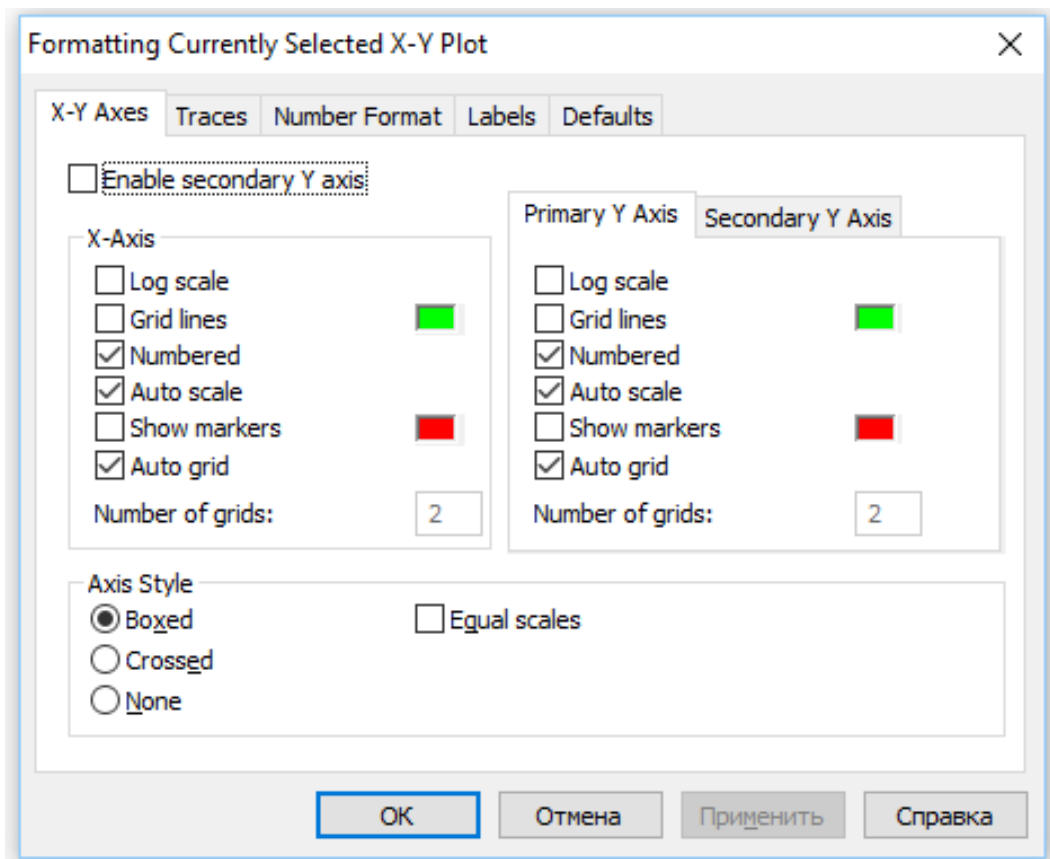 Formatting Currently Selected X-Y Plot
X-Y Axes Traces Number Format Labels Defaults
Enable secondary Y axis
X-Axis
Log scale
Grid lines
Numbered
Auto scale
Show markers
Auto grid
Number of grids: 2
Primary Y Axis Secondary Y Axis
Log scale
Grid lines
Numbered
Auto scale
Show markers
Auto grid
Number of grids: 2
Axis Style
Boxed
Crossed
None
Equal scales
OK Отмена Применить Справка